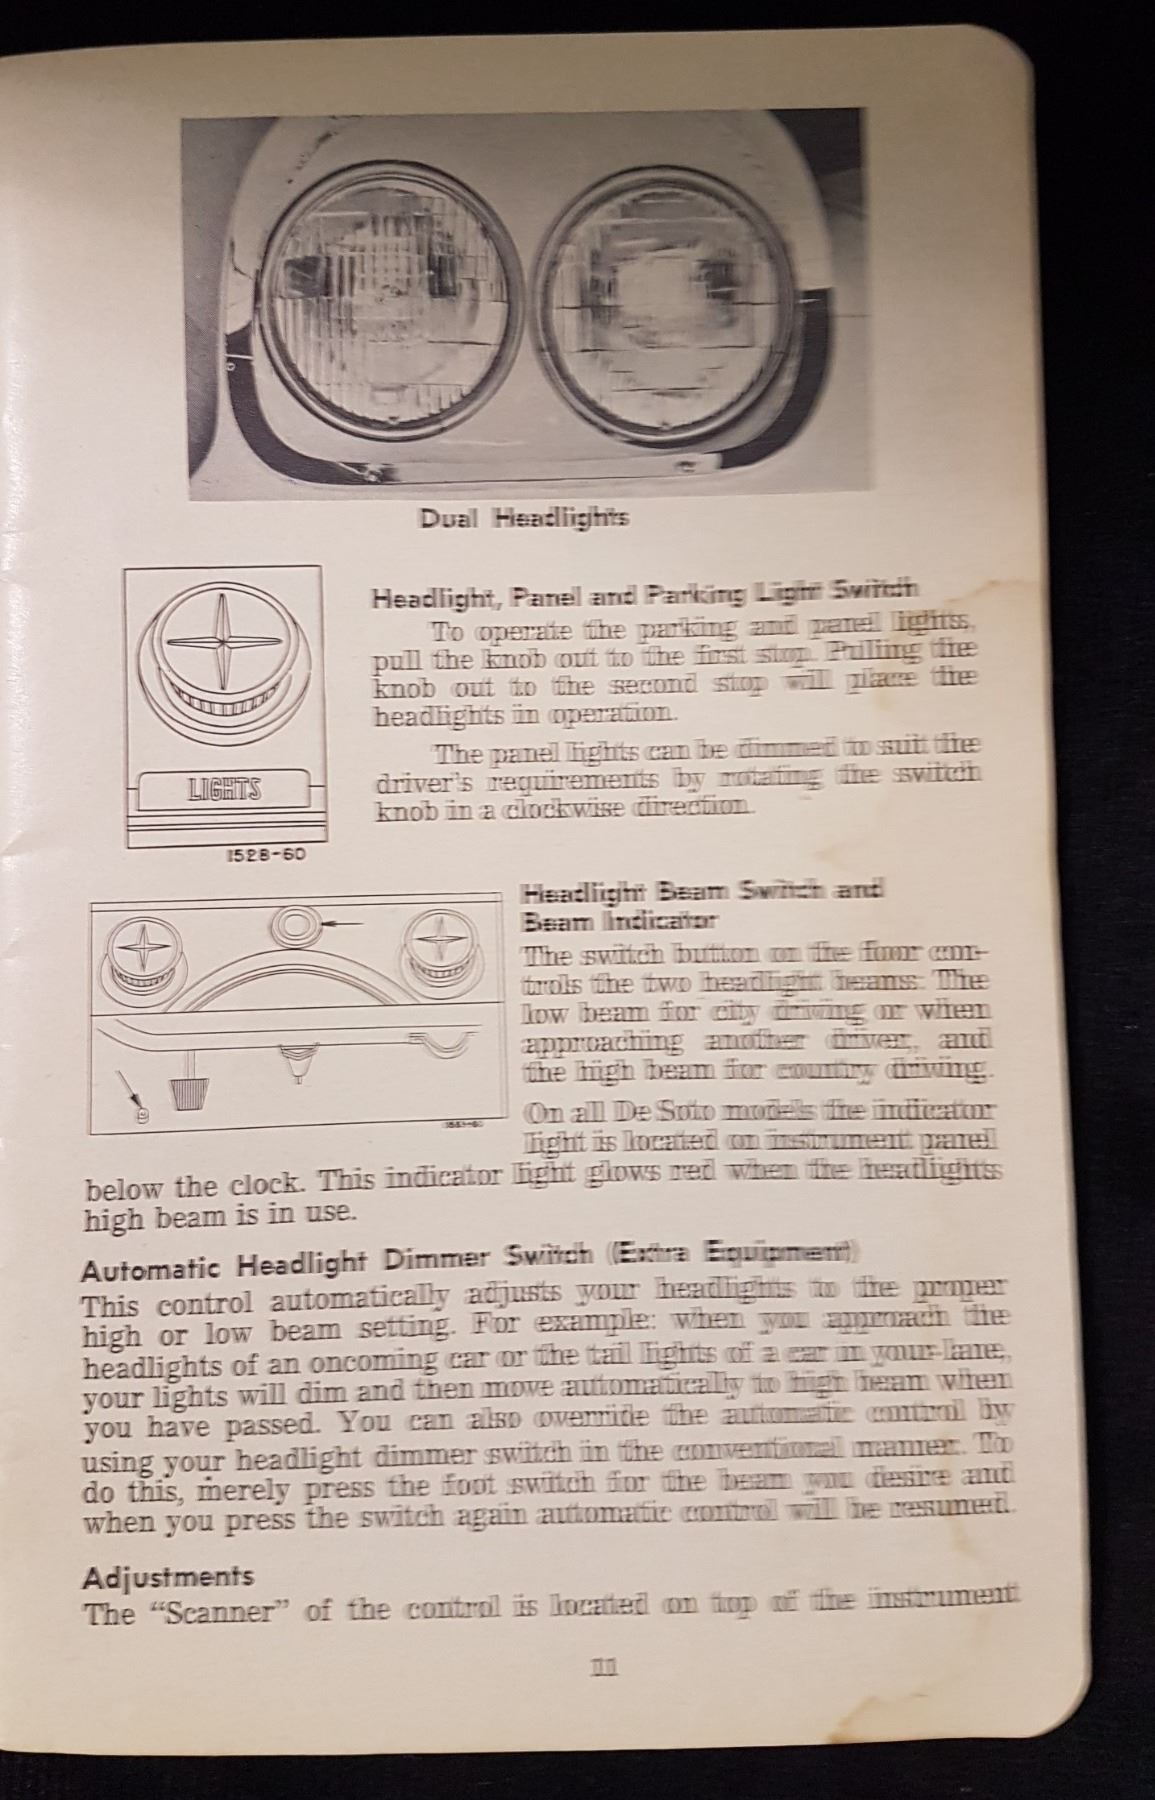 Dual Headlights
Headlight, Panel and Parking Light Switch
To operate the parking and panel lights,
pull the knob out to the first stop. Pulling the
knob out to the second stop will place the
headlights in operation.
The panel lights can be dimmed to suit the
driver's requirements by rotating the switch
knob in a clockwise direction.
LIGHTS
1528-60
Headlight Beam Switch and
Beam Indicator
The switch button on the floor con-
trols the two headlight beams: The
low beam for city driving or when
approaching another driver, and
the high beam for country driving.
On all De Soto models the indicator
light is located on instrument panel
below the clock. This indicator light glows red when the headlights
high beam is in use.
Automatic Headlight Dimmer Switch (Extra Equipment)
This control automatically adjusts your headlights to the proper
high or low beam setting. For example: when you approach the
headlights of an oncoming car or the tail lights of a car in your lane,
your lights will dim and then move automatically to high beam when
you have passed. You can also override the automatic control by
using your headlight dimmer switch in the conventional manner. To
do this, merely press the foot switch for the beam you desire and
when you press the switch again automatic control will be resumed.
Adjustments
The “Scanner” of the control is located on top of the instrument
11